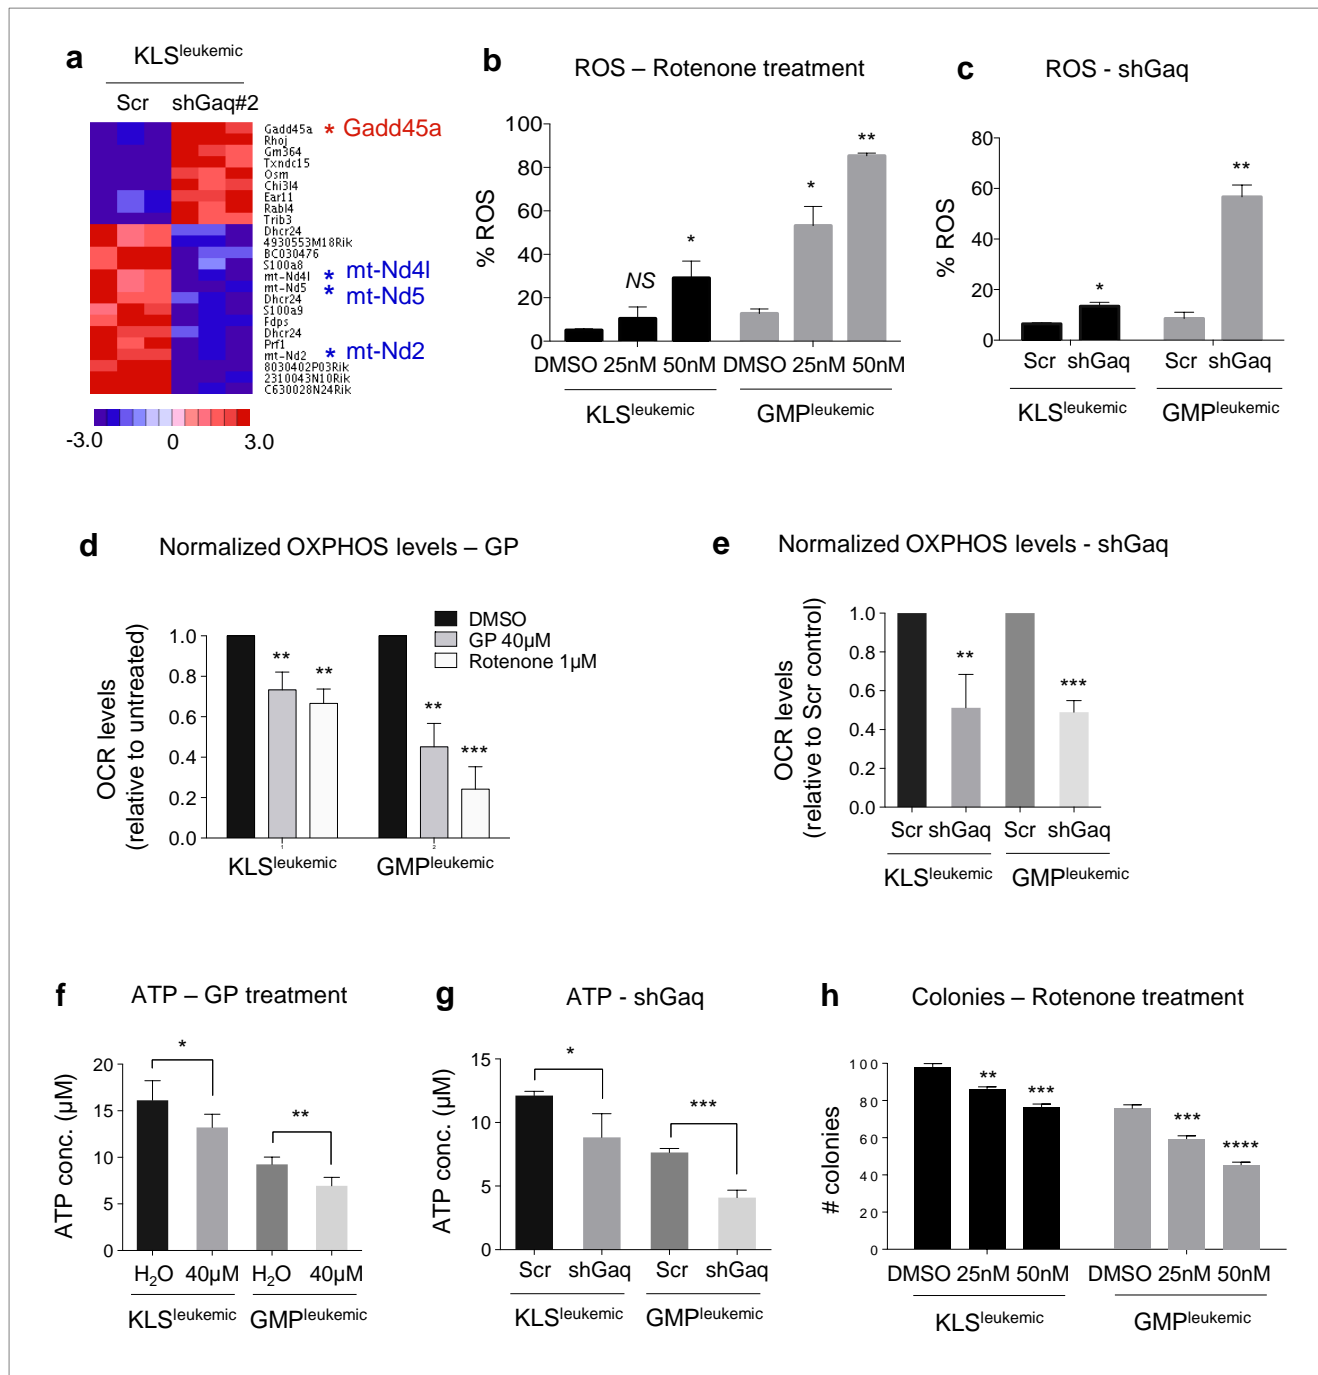 a
KLSleukemic
Scr shGaq#2
Gadd45a
Rhoj
Gm364
Txndc15
Osm
Chi3l4
Ear11
Rabl4
Trib3
Dhcr24
4930553M18Rik
BC030476
S100a8
mt-Nd4l
mt-Nd5
Dhcr24
S100a9
Fdps
Dhcr24
Prf1
mt-Nd2
8030402P03Rik
2310043N10Rik
C630028N24Rik
* Gadd45a
* mt-Nd4l
* mt-Nd5
* mt-Nd2
-3.0 0 3.0
b ROS – Rotenone treatment
% ROS
100
80
60
40
20
0
NS
*
*
**
DMSO 25nM 50nM DMSO 25nM 50nM
KLSleukemic GMPleukemic
c ROS - shGaq
% ROS
80
60
40
20
0
*
**
Scr shGaq Scr shGaq
KLSleukemic GMPleukemic
d Normalized OXPHOS levels – GP
OCR levels
(relative to untreated)
1.0
0.8
0.6
0.4
0.2
0.0
** ** ** ***
DMSO
GP 40µM
Rotenone 1µM
1 2
KLSleukemic GMPleukemic
e Normalized OXPHOS levels - shGaq
OCR levels
(relative to Scr control)
1.0
0.8
0.6
0.4
0.2
0.0
** ***
Scr shGaq Scr shGaq
KLSleukemic GMPleukemic
f ATP – GP treatment
ATP conc. (µM)
20
15
10
5
0
* **
H2O 40µM H2O 40µM
KLSleukemic GMPleukemic
g ATP - shGaq
ATP conc. (µM)
15
10
5
0
* ***
Scr shGaq Scr shGaq
KLSleukemic GMPleukemic
h Colonies – Rotenone treatment
# colonies
100
80
60
40
20
0
** *** *** ****
DMSO 25nM 50nM DMSO 25nM 50nM
KLSleukemic GMPleukemic